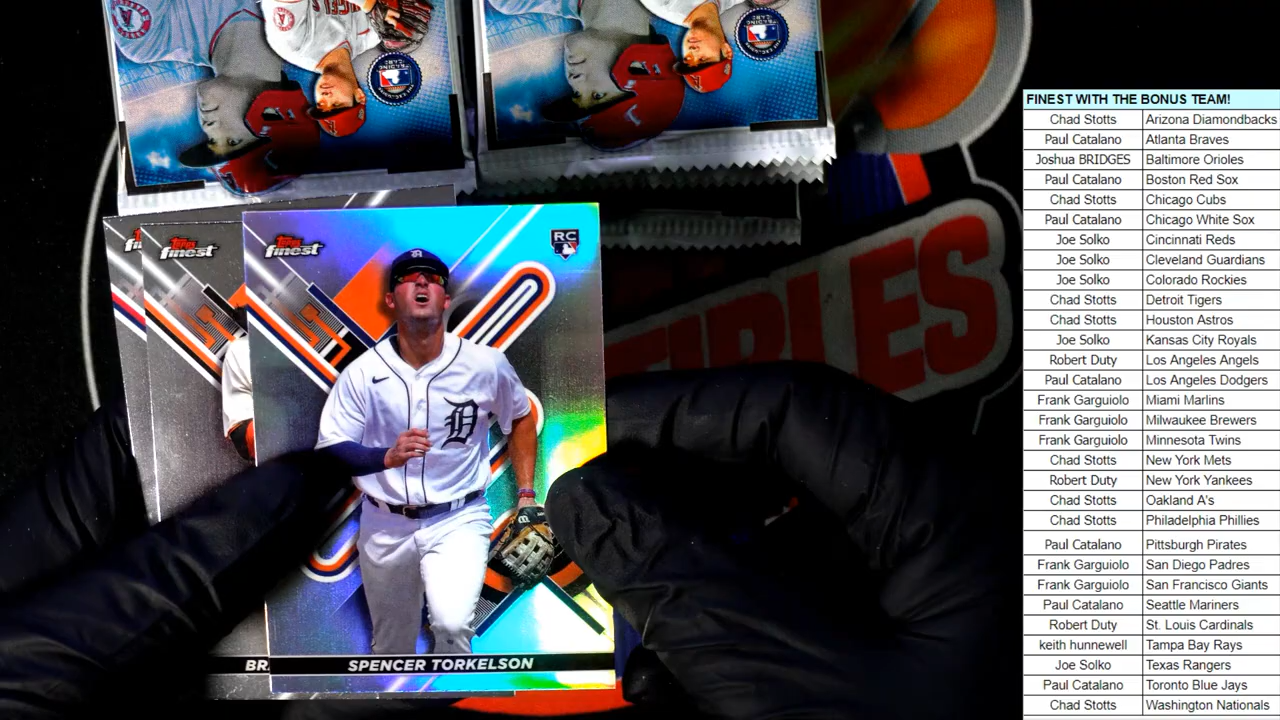 FINEST WITH THE BONUS TEAM!
Chad Stotts Arizona Diamondbacks
Paul Catalano Atlanta Braves
Joshua BRIDGES Baltimore Orioles
Paul Catalano Boston Red Sox
Chad Stotts Chicago Cubs
Paul Catalano Chicago White Sox
Joe Solko Cincinnati Reds
Joe Solko Cleveland Guardians
Joe Solko Colorado Rockies
Chad Stotts Detroit Tigers
Chad Stotts Houston Astros
Joe Solko Kansas City Royals
Robert Duty Los Angeles Angels
Paul Catalano Los Angeles Dodgers
Frank Garguiolo Miami Marlins
Frank Garguiolo Milwaukee Brewers
Frank Garguiolo Minnesota Twins
Chad Stotts New York Mets
Robert Duty New York Yankees
Chad Stotts Oakland A's
Chad Stotts Philadelphia Phillies
Paul Catalano Pittsburgh Pirates
Frank Garguiolo San Diego Padres
Frank Garguiolo San Francisco Giants
Paul Catalano Seattle Mariners
Robert Duty St. Louis Cardinals
keith hunnewell Tampa Bay Rays
Joe Solko Texas Rangers
Paul Catalano Toronto Blue Jays
Chad Stotts Washington Nationals
Topps
finest
Topps
finest
RC
D
BR
SPENCER TORKELSON